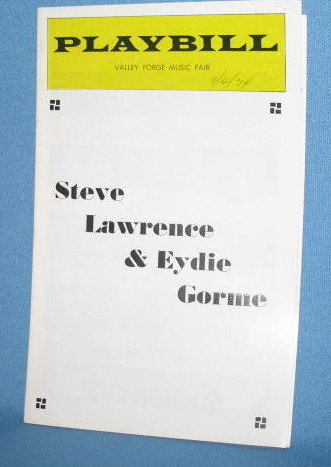 PLAYBILL
VALLEY FORGE MUSIC FAIR
Steve
Lawrence
& Eydie
Gorme